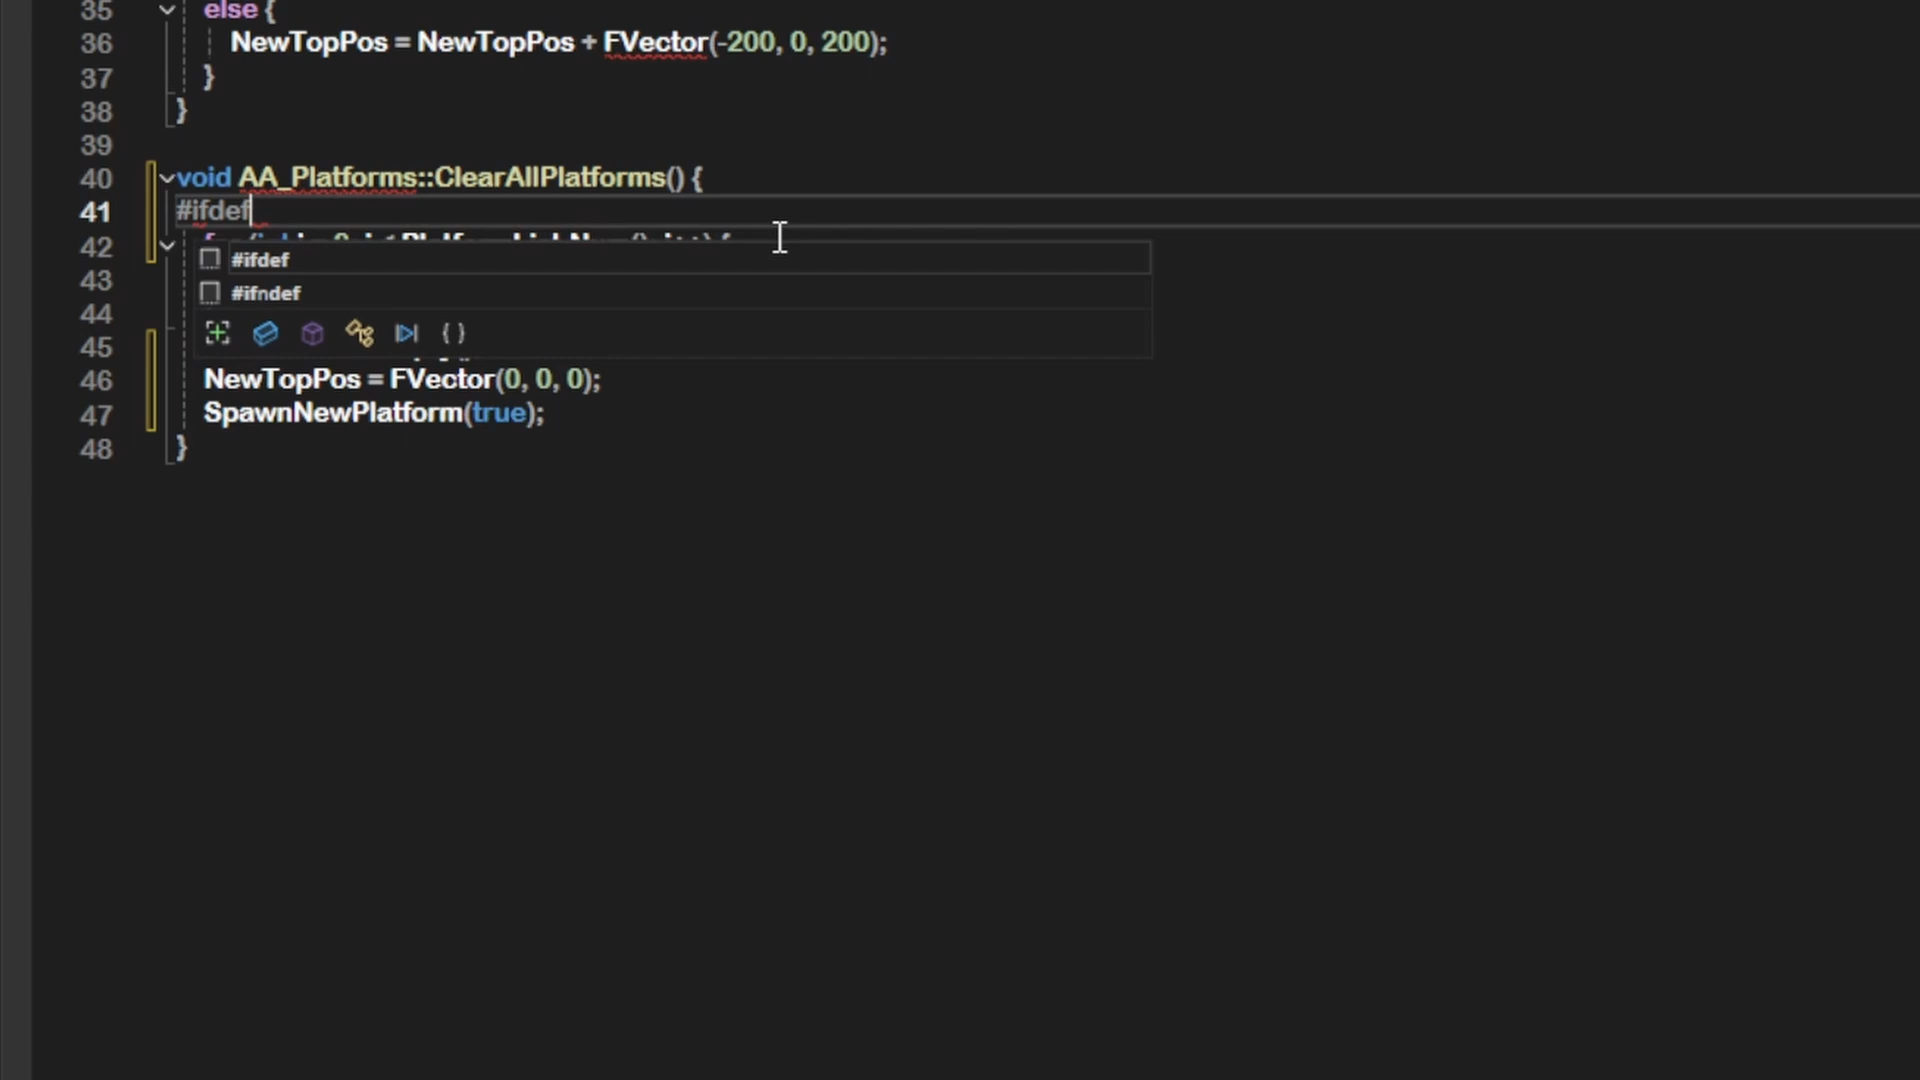 35 else {
36 NewTopPos = NewTopPos + FVector(-200, 0, 200);
37 }
38 }
39
40 void AA_Platforms::ClearAllPlatforms() {
41 #ifdef
42
#ifdef
43
#ifndef
44
45
46 NewTopPos = FVector(0, 0, 0);
47 SpawnNewPlatform(true);
48 }